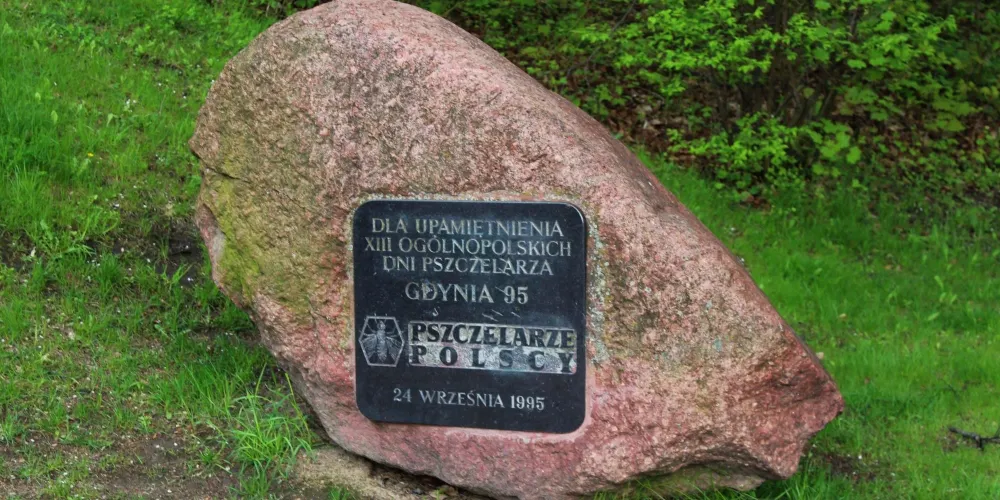 DLA UPAMIĘTNIENIA
XIII OGÓLNOPOLSKICH
DNI PSZCZELARZA
GDYNIA 95
PSZCZELARZE
POLSCY
24 WRZEŚNIA 1995